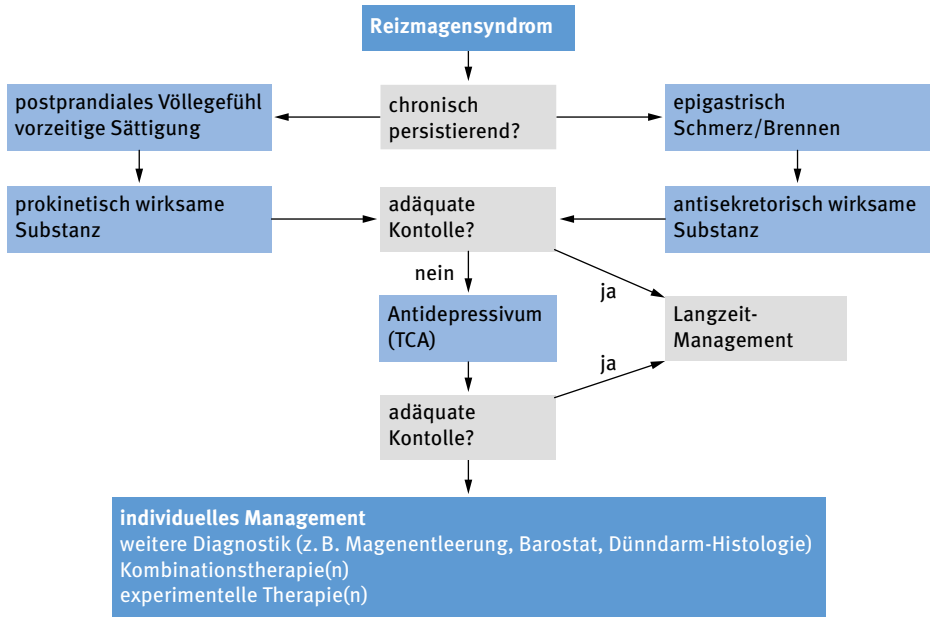 Reizmagensyndrom
postprandiales Völlegefühl
vorzeitige Sättigung
chronisch
persistierend?
epigastrisch
Schmerz/Brennen
prokinetisch wirksame
Substanz
adäquate
Kontolle?
antisekretorisch wirksame
Substanz
nein
ja
Antidepressivum
(TCA)
Langzeit-
Management
ja
adäquate
Kontolle?
individuelles Management
weitere Diagnostik (z. B. Magenentleerung, Barostat, Dünndarm-Histologie)
Kombinationstherapie(n)
experimentelle Therapie(n)